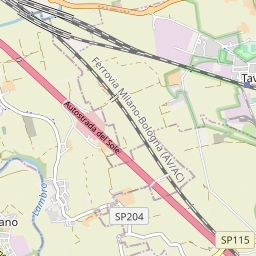 Ferrovia Milano-Bologna (AV/AC)
Tav
Autostrada del Sole
Lambro
SP204
ano
SP115